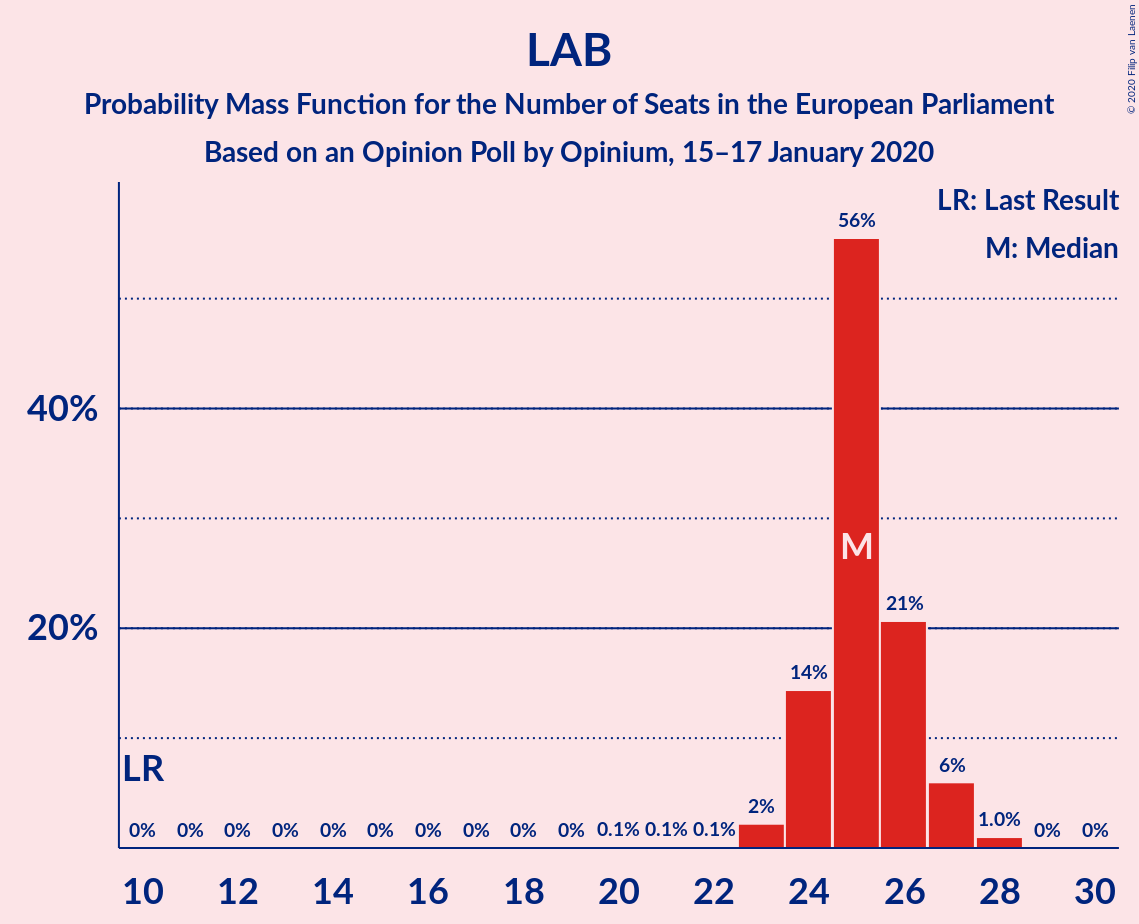 LAB
Probability Mass Function for the Number of Seats in the European Parliament
Based on an Opinion Poll by Opinium, 15–17 January 2020
© 2020 Filip van Laenen
LR: Last Result
M: Median
56%
40%
M
21%
20%
14%
LR
6%
2%
1.0%
0% 0% 0% 0% 0% 0% 0% 0% 0% 0% 0.1% 0.1% 0.1% 0% 0%
10 12 14 16 18 20 22 24 26 28 30